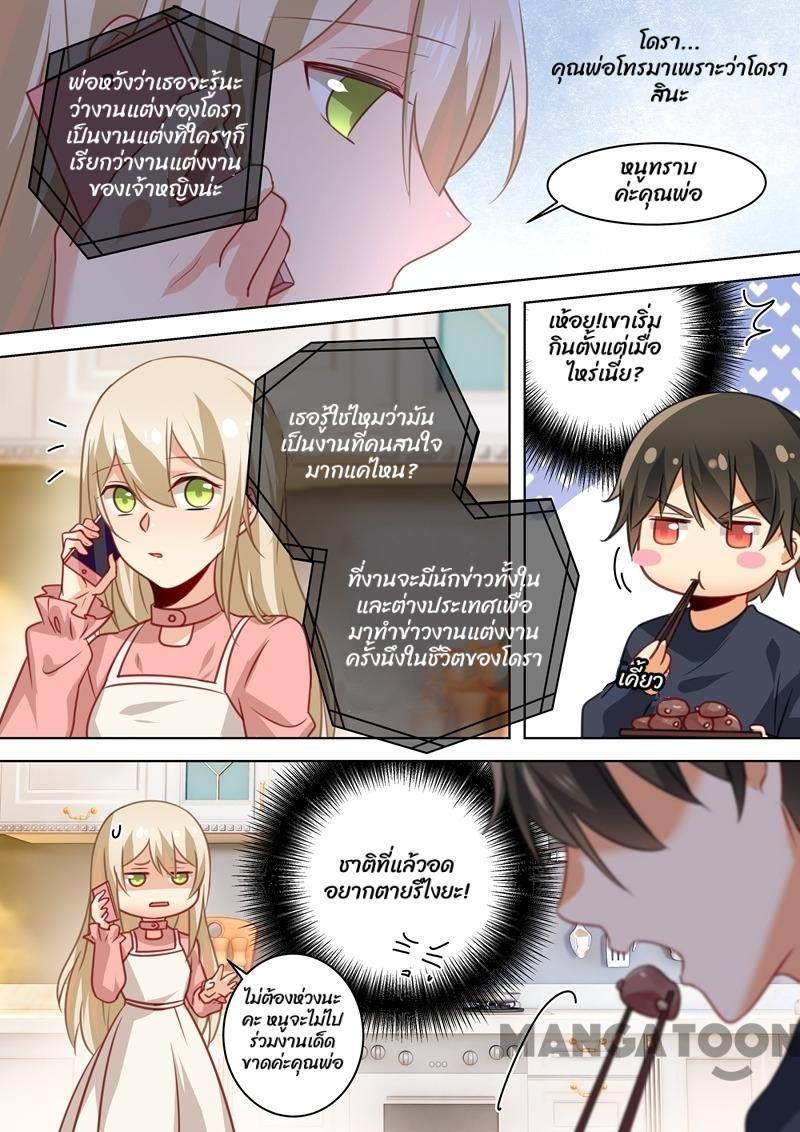 โดรา...
คุณพ่อโทรมาเพราะว่าโดรา
สินะ
พ่อหวังว่าเธอจะรู้นะ
ว่างานแต่งของโดรา
เป็นงานแต่งที่ใครๆก็
เรียกว่างานแต่งงาน
ของเจ้าหญิงน่ะ
หนูทราบ
ค่ะคุณพ่อ
เธอรู้ใช่ไหมว่ามัน
เป็นงานที่คนสนใจ
มากแค่ไหน?
ที่งานจะมีนักข่าวทั้งใน
และต่างประเทศเพื่อ
มาทำข่าวงานแต่งงาน
ครั้งนึงในชีวิตของโดรา
เห้อย!เขาเริ่ม
กินตั้งแต่เมื่อ
ไหร่เนี่ย?
เคี้ยว
ชาติที่แล้วอด
อยากตายรึไงยะ!
ไม่ต้องห่วงนะ
คะ หนูจะไม่ไป
ร่วมงานเด็ด
ขาดค่ะคุณพ่อ
MANGATOON